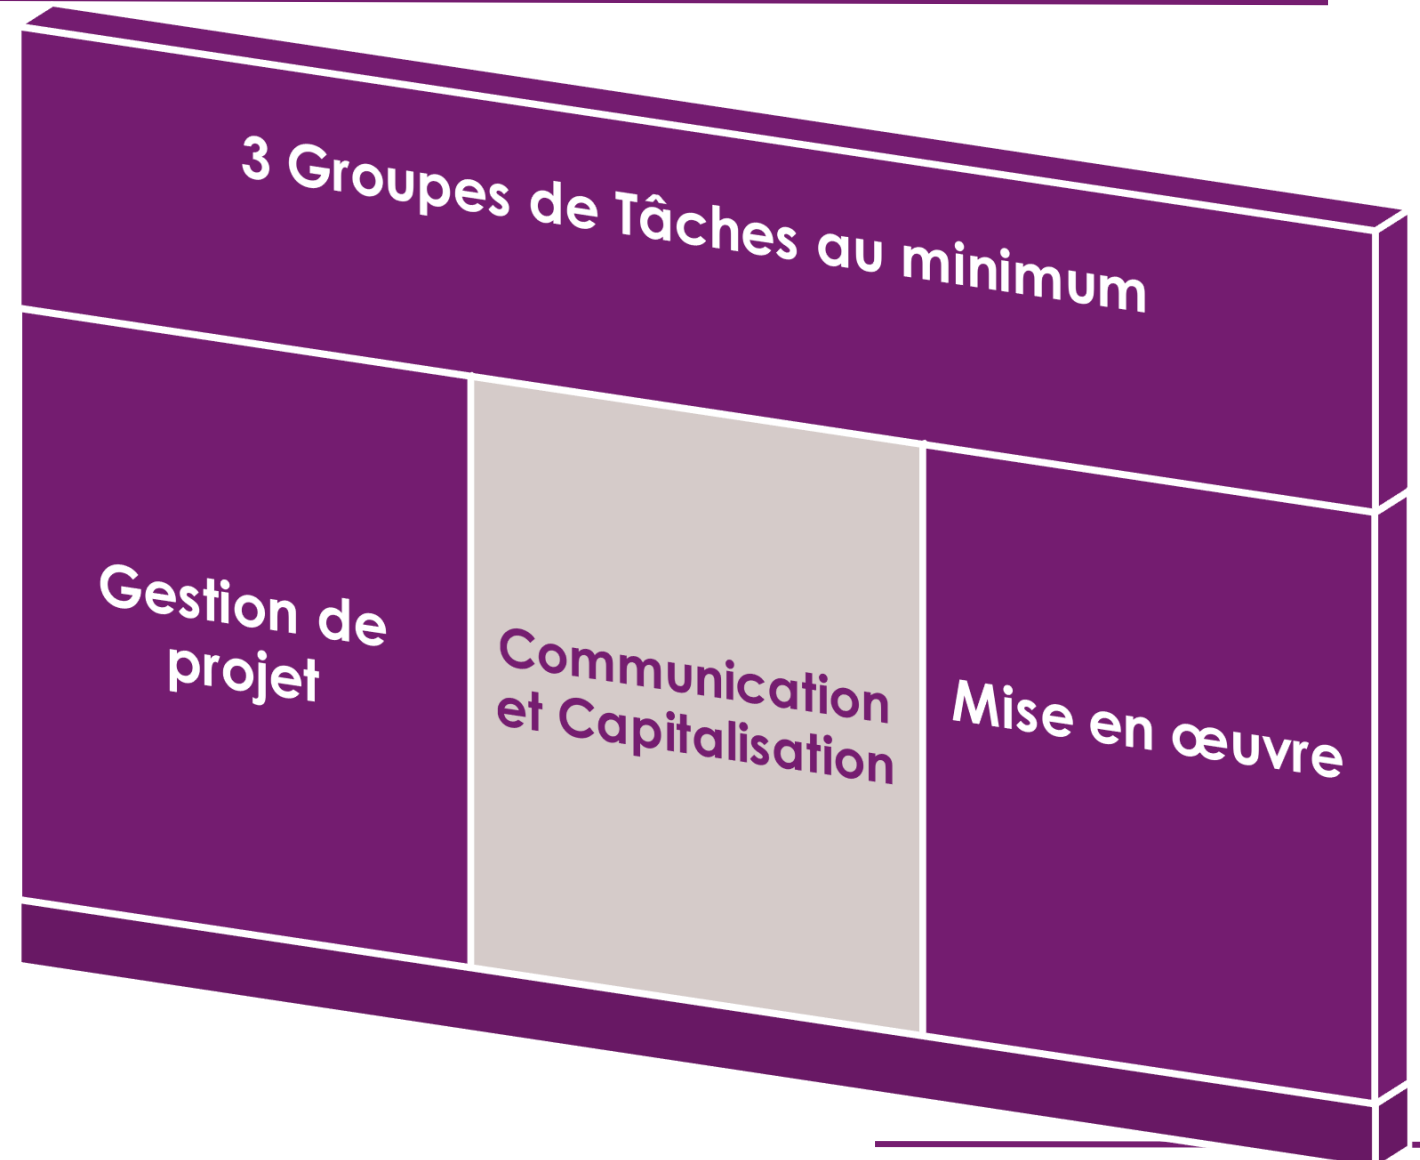 3 Groupes de Tâches au minimum
Gestion de
projet
Communication
et Capitalisation
Mise en œuvre